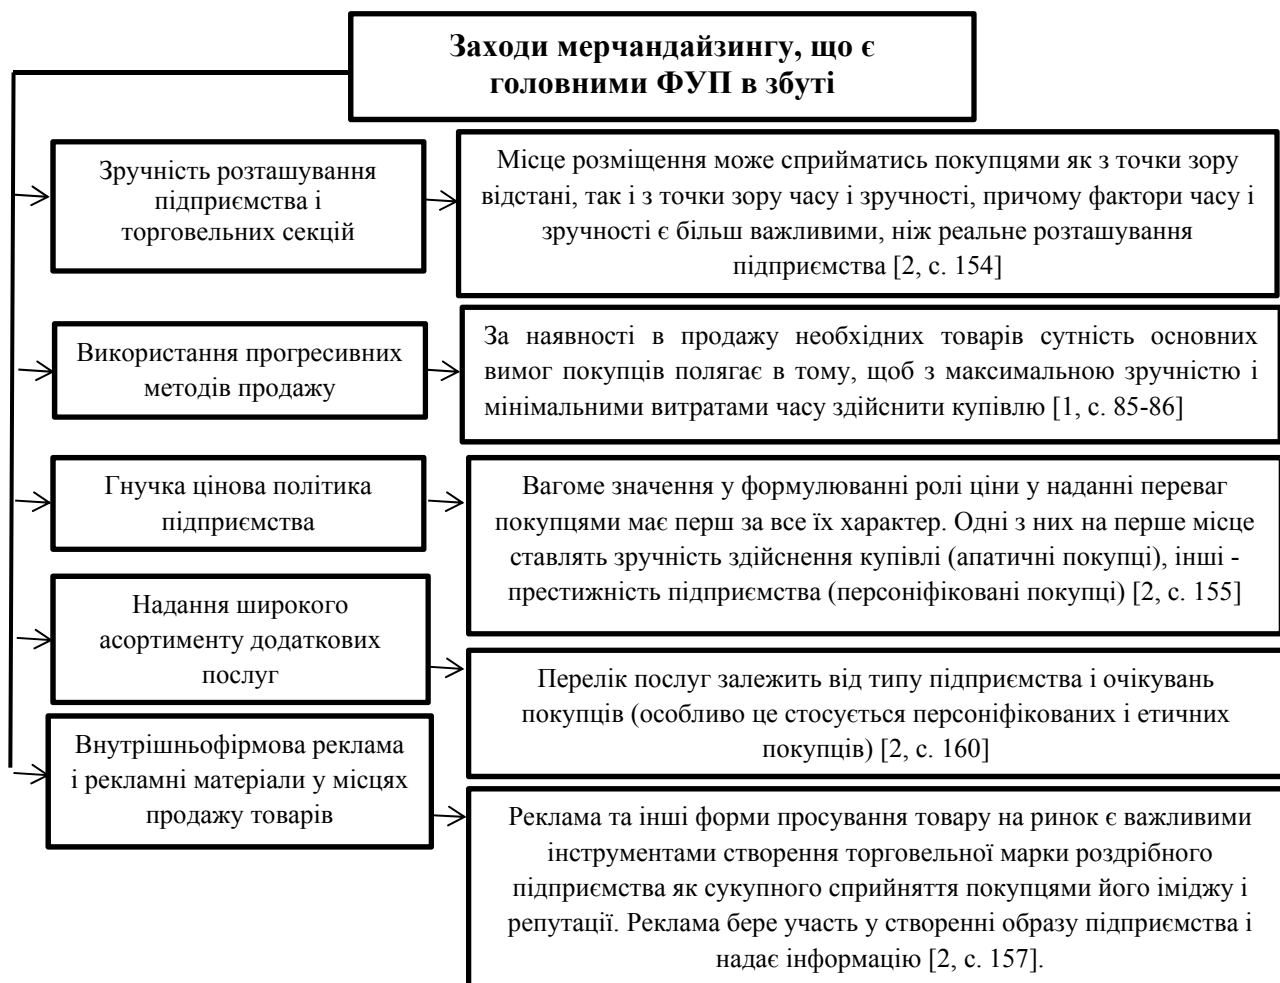 Заходи мерчандайзингу, що є
головними ФУП в збуті
Зручність розташування
підприємства і
торговельних секцій
Місце розміщення може сприйматись покупцями як з точки зору
відстані, так і з точки зору часу і зручності, причому фактори часу і
зручності є більш важливими, ніж реальне розташування
підприємства [2, с. 154]
Використання прогресивних
методів продажу
За наявності в продажу необхідних товарів сутність основних
вимог покупців полягає в тому, щоб з максимальною зручністю і
мінімальними витратами часу здійснити купівлю [1, с. 85-86]
Гнучка цінова політика
підприємства
Вагоме значення у формулюванні ролі ціни у наданні переваг
покупцями має перш за все їх характер. Одні з них на перше місце
ставлять зручність здійснення купівлі (апатичні покупці), інші -
престижність підприємства (персоніфіковані покупці) [2, с. 155]
Надання широкого
асортименту додаткових
послуг
Перелік послуг залежить від типу підприємства і очікувань
покупців (особливо це стосується персоніфікованих і етичних
покупців) [2, с. 160]
Внутрішньофірмова реклама
і рекламні матеріали у місцях
продажу товарів
Реклама та інші форми просування товару на ринок є важливими
інструментами створення торговельної марки роздрібного
підприємства як сукупного сприйняття покупцями його іміджу і
репутації. Реклама бере участь у створенні образу підприємства і
надає інформацію [2, с. 157].